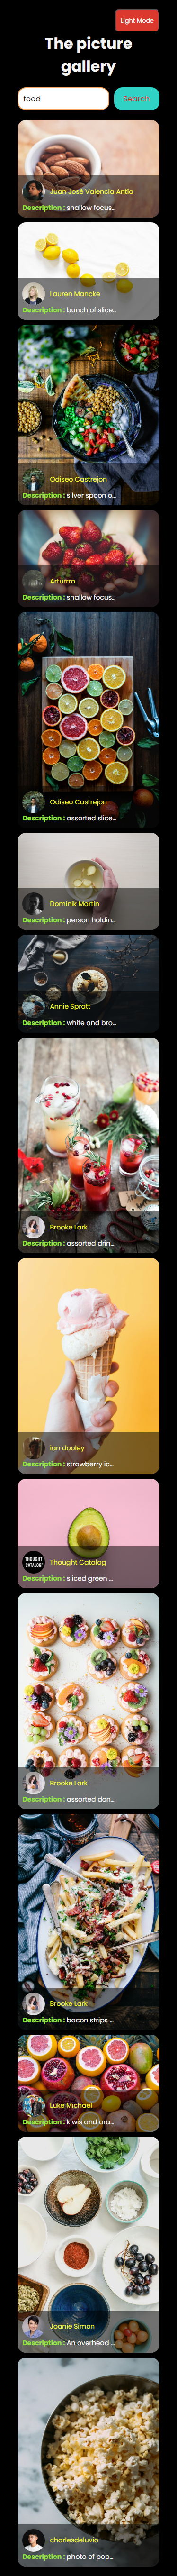 Light Mode
The picture
gallery
food
Search
Juan José Valencia Antía
Description : shallow focus...
Lauren Mancke
Description : bunch of slice...
Odiseo Castrejon
Description : silver spoon o...
Arturrro
Description : shallow focus...
Odiseo Castrejon
Description : assorted slice...
Dominik Martin
Description : person holdin...
Annie Spratt
Description : white and bro...
Brooke Lark
Description : assorted drin...
ian dooley
Description : strawberry ic...
THOUGHT
CATALOG
Thought Catalog
Description : sliced green ...
Brooke Lark
Description : assorted don...
Brooke Lark
Description : bacon strips ...
Luke Michael
Description : kiwis and ora...
Joanie Simon
Description : An overhead ...
charlesdeluvio
Description : photo of pop...